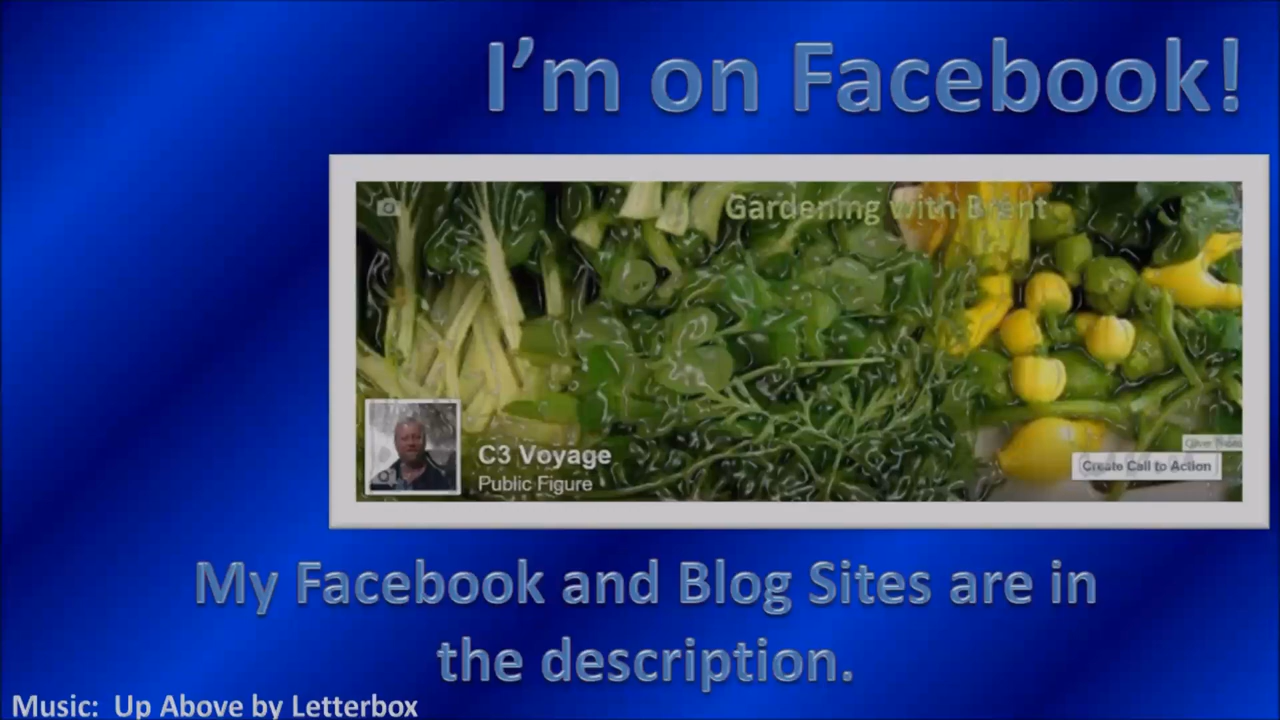 I'm on Facebook!
Gardening with Brent
C3 Voyage
Public Figure
Create Call to Action
My Facebook and Blog Sites are in
the description.
Music: Up Above by Letterbox